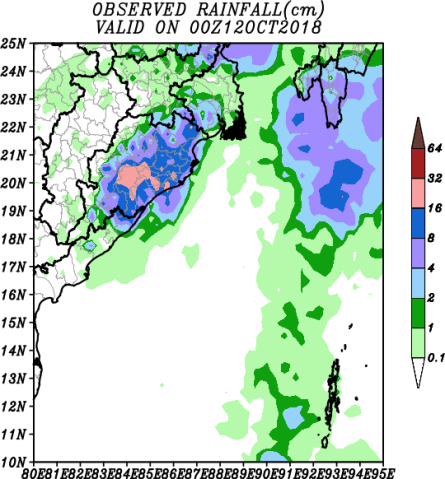 OBSERVED RAINFALL(cm)
VALID ON 00Z12OCT2018
25N
24N
23N
22N
21N
20N
19N
18N
17N
16N
15N
14N
13N
12N
11N
10N
80E81E82E83E84E85E86E87E88E89E90E91E92E93E94E95E
64
32
16
8
4
2
1
0.1